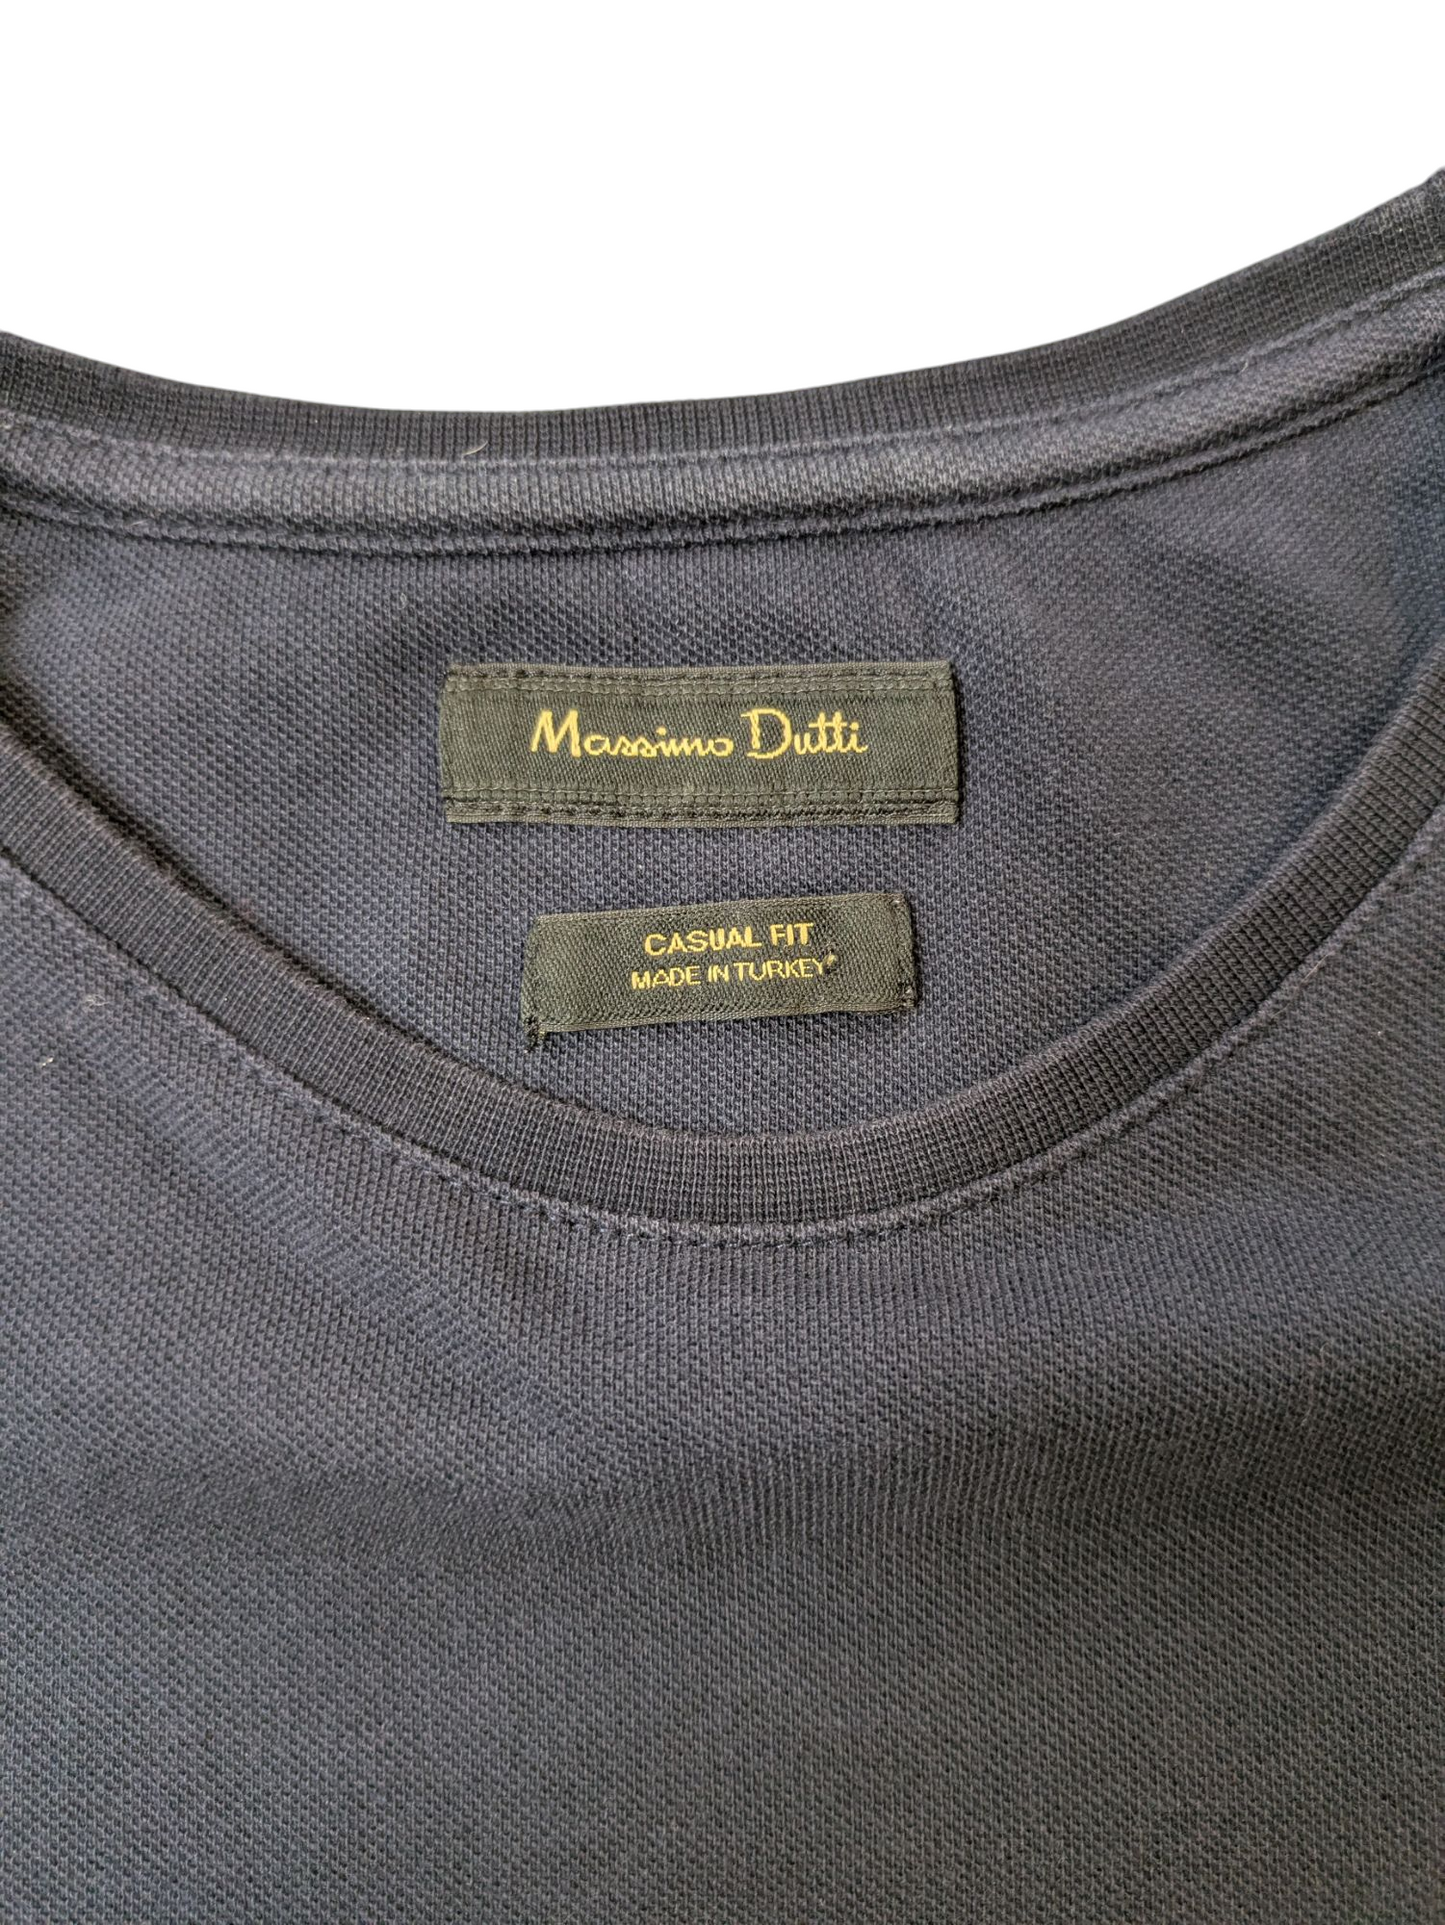 Massimo Dutti
CASUAL FIT
MADE IN TURKEY